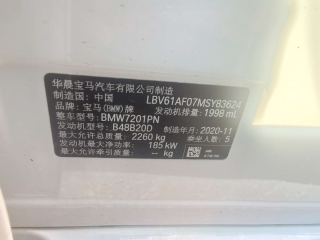 华晨宝马汽车有限公司制造
制造国：中国 LBV61AF07MSY83624
品牌：宝马(BMW)牌 发动机排量：1998 ml
整车型号：BMW7201PN
发动机型号：B48B20D 制造年月：2020-11
最大允许总质量：2260 kg 乘坐人数：5
发动机最大净功率：185 kW
最大允许牵引质量：-- kg